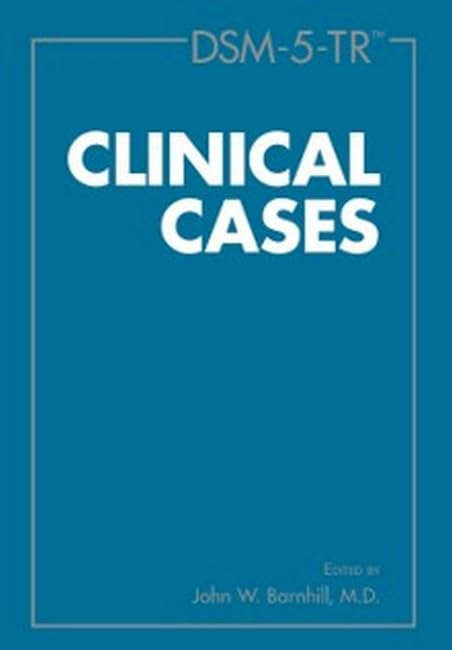 DSM-5-TR™
CLINICAL
CASES
EDITED BY
John W. Barnhill, M.D.